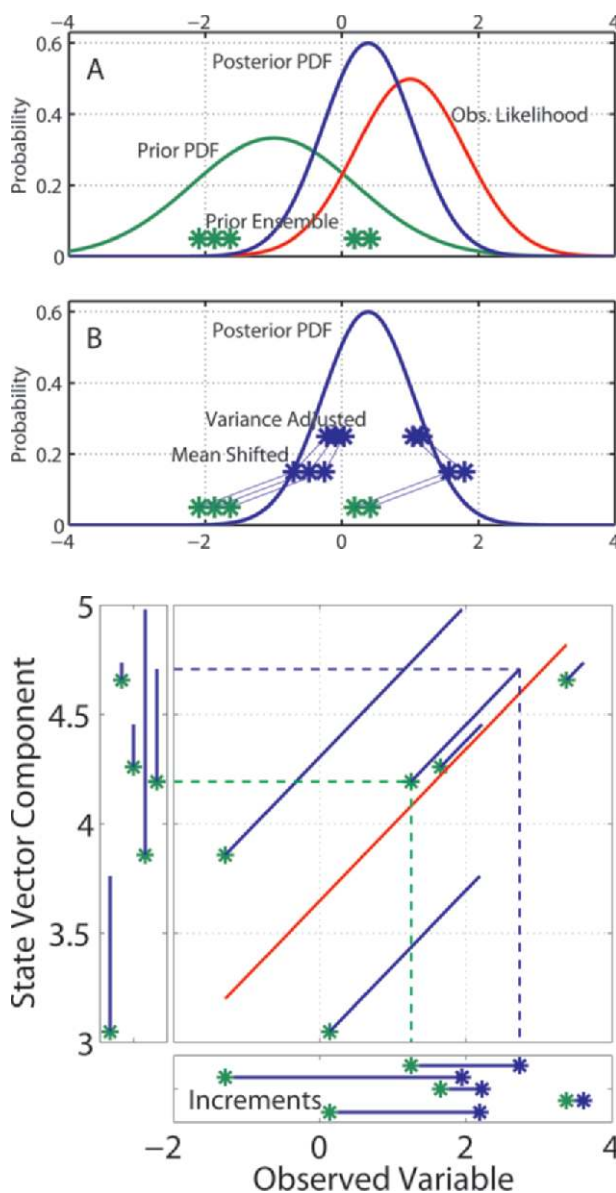 −4 −2 0 2 4
0.6
A
Posterior PDF
Obs. Likelihood
0.4
Prior PDF
Probability
0.2
Prior Ensemble
0
0.6
B
Posterior PDF
0.4
Variance Adjusted
Probability
0.2
Mean Shifted
0
−4 −2 0 2 4
5
4.5
State Vector Component
4
3.5
3
Increments
−2 0 2 4
Observed Variable